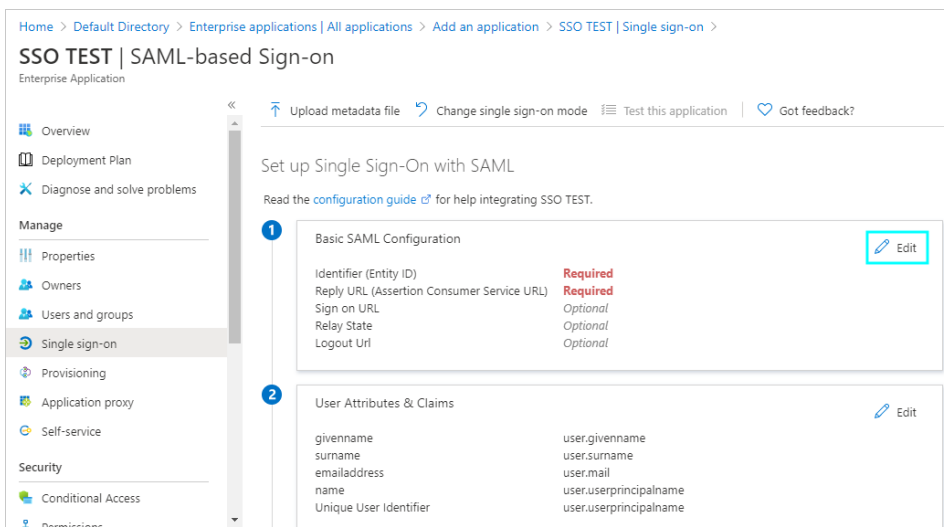 Home > Default Directory > Enterprise applications | All applications > Add an application > SSO TEST | Single sign-on >
SSO TEST | SAML-based Sign-on
Enterprise Application
«
Overview
Deployment Plan
Diagnose and solve problems
Manage
Properties
Owners
Users and groups
Single sign-on
Provisioning
Application proxy
Self-service
Security
Conditional Access
Permissions
Upload metadata file Change single sign-on mode Test this application | Got feedback?
Set up Single Sign-On with SAML
Read the configuration guide for help integrating SSO TEST.
1
Basic SAML Configuration
Edit
Identifier (Entity ID) Required
Reply URL (Assertion Consumer Service URL) Required
Sign on URL Optional
Relay State Optional
Logout Url Optional
2
User Attributes & Claims
Edit
givenname user.givenname
surname user.surname
emailaddress user.mail
name user.userprincipalname
Unique User Identifier user.userprincipalname